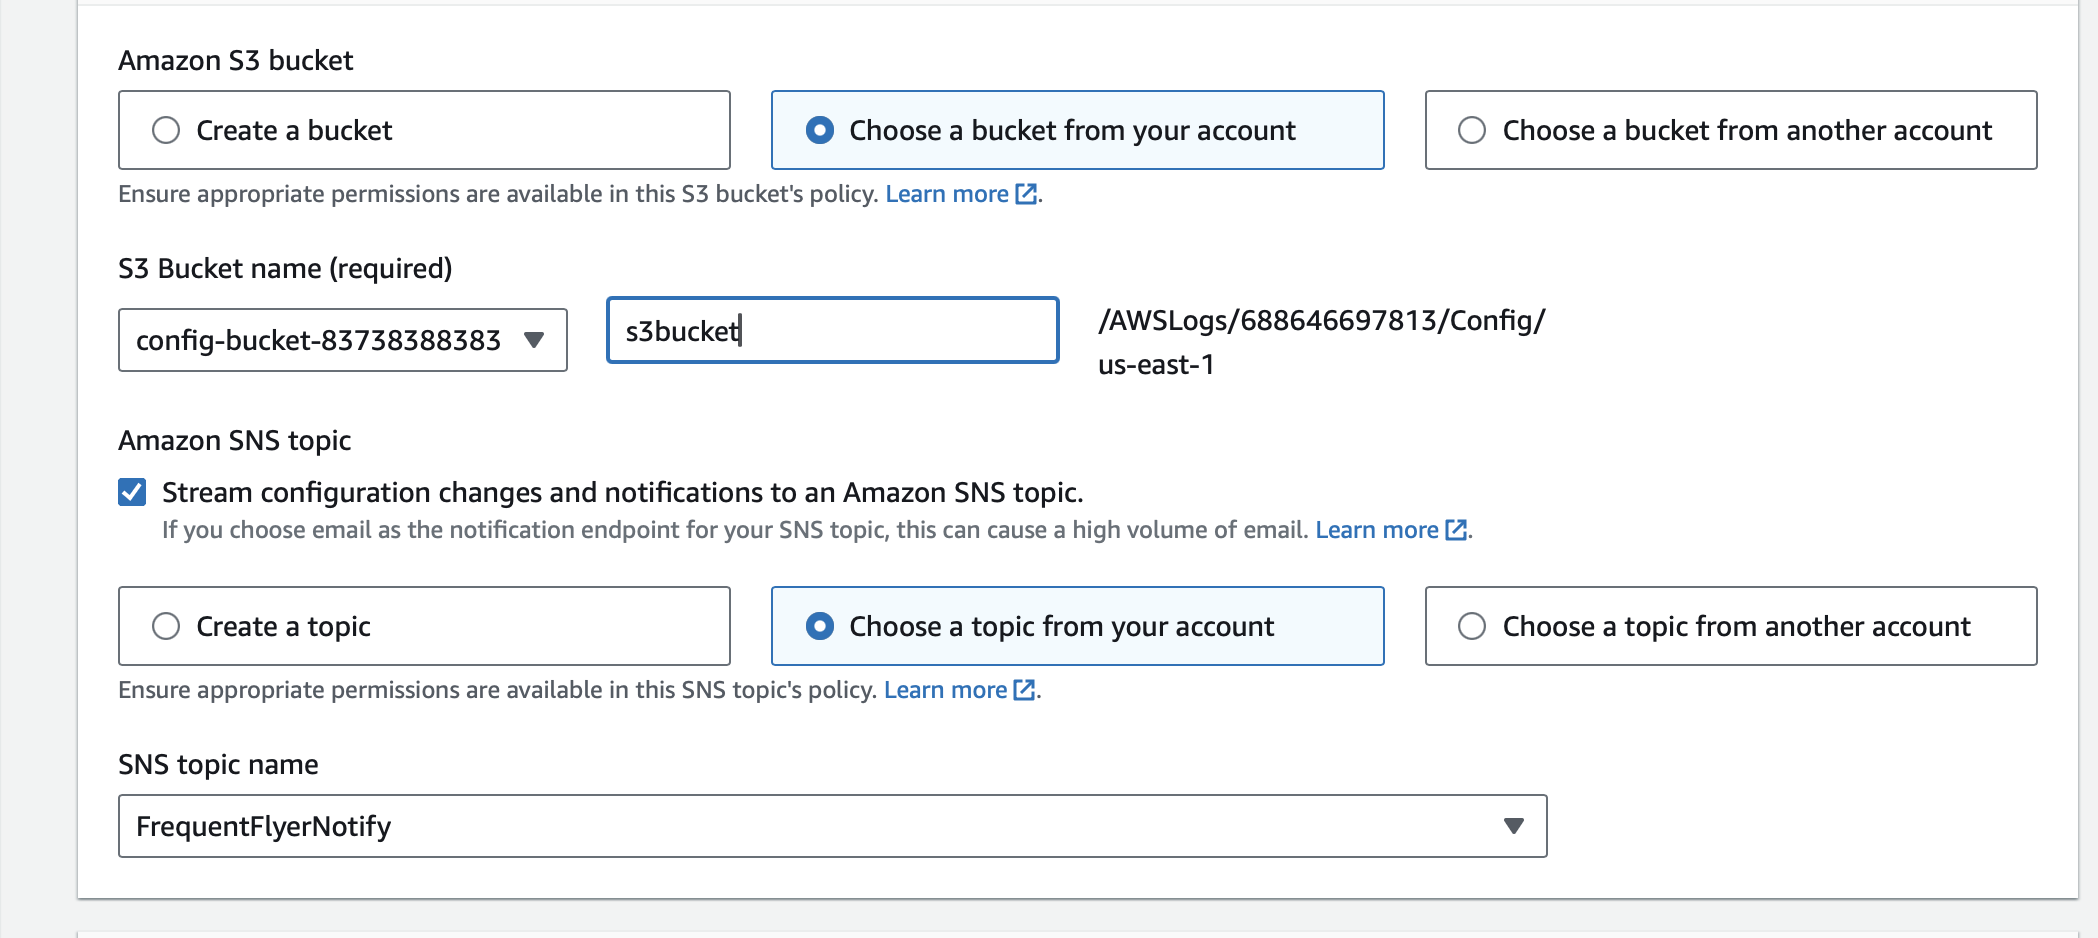 Amazon S3 bucket
Create a bucket
Choose a bucket from your account
Choose a bucket from another account
Ensure appropriate permissions are available in this S3 bucket's policy. Learn more.
S3 Bucket name (required)
config-bucket-83738388383
s3bucket
/AWSLogs/688646697813/Config/
us-east-1
Amazon SNS topic
Stream configuration changes and notifications to an Amazon SNS topic.
If you choose email as the notification endpoint for your SNS topic, this can cause a high volume of email. Learn more.
Create a topic
Choose a topic from your account
Choose a topic from another account
Ensure appropriate permissions are available in this SNS topic's policy. Learn more.
SNS topic name
FrequentFlyerNotify